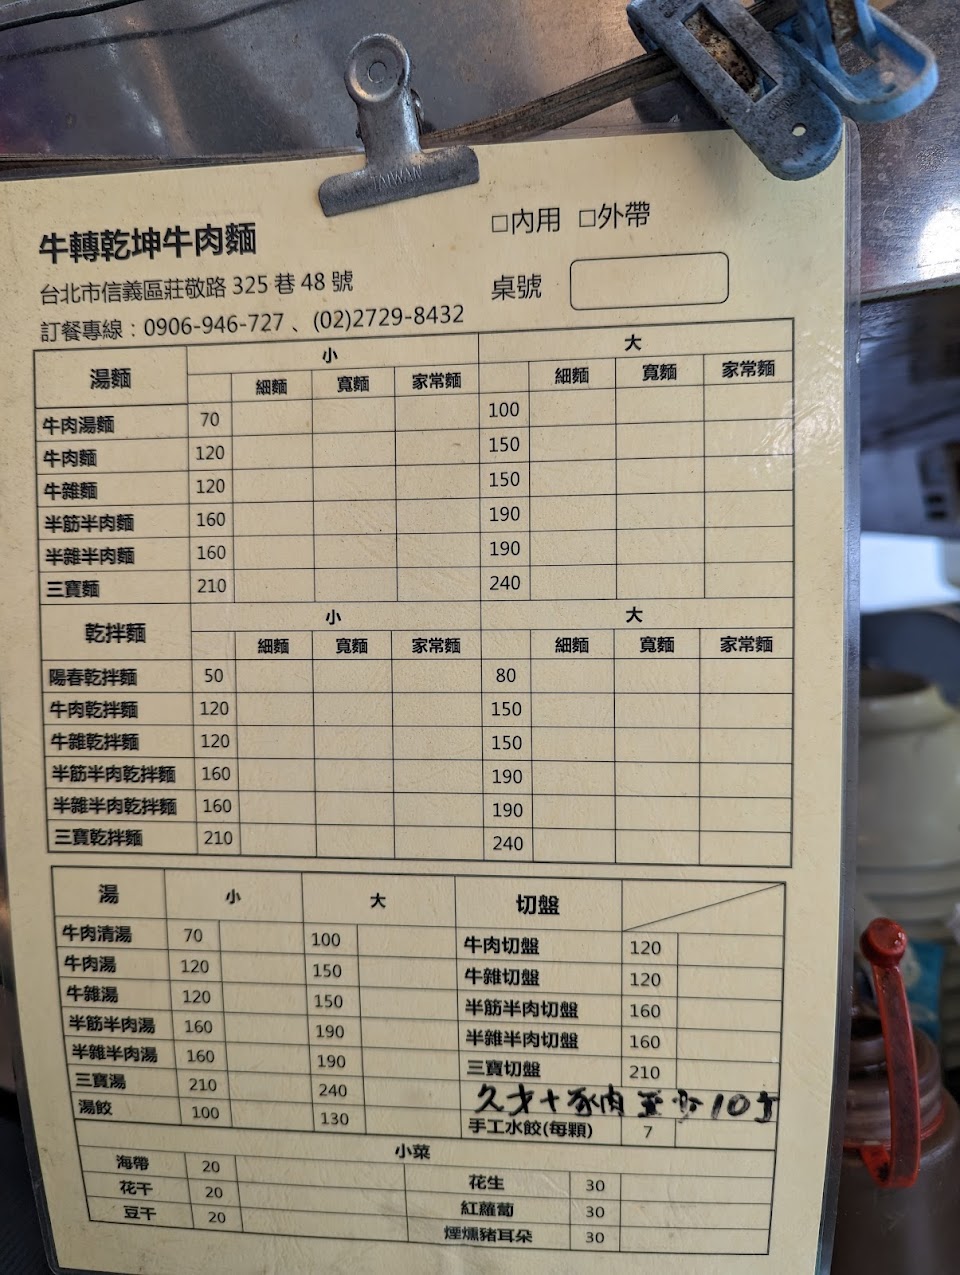 TAIWAN
牛轉乾坤牛肉麵
□內用 □外帶
台北市信義區莊敬路 325 巷 48 號
桌號
訂餐專線：0906-946-727 、(02)2729-8432
湯麵 小 大
細麵 寬麵 家常麵 細麵 寬麵 家常麵
牛肉湯麵 70 100
牛肉麵 120 150
牛雜麵 120 150
半筋半肉麵 160 190
半雜半肉麵 160 190
三寶麵 210 240
乾拌麵 小 大
細麵 寬麵 家常麵 細麵 寬麵 家常麵
陽春乾拌麵 50 80
牛肉乾拌麵 120 150
牛雜乾拌麵 120 150
半筋半肉乾拌麵 160 190
半雜半肉乾拌麵 160 190
三寶乾拌麵 210 240
湯 小 大 切盤
牛肉清湯 70 100 牛肉切盤 120
牛肉湯 120 150 牛雜切盤 120
牛雜湯 120 150 半筋半肉切盤 160
半筋半肉湯 160 190 半雜半肉切盤 160
半雜半肉湯 160 190 三寶切盤 210
三寶湯 210 240
湯餃 100 130 手工水餃(每顆) 7
肉 10
小菜
海帶 20 花生 30
花干 20 紅蘿蔔 30
豆干 20 煙燻豬耳朵 30